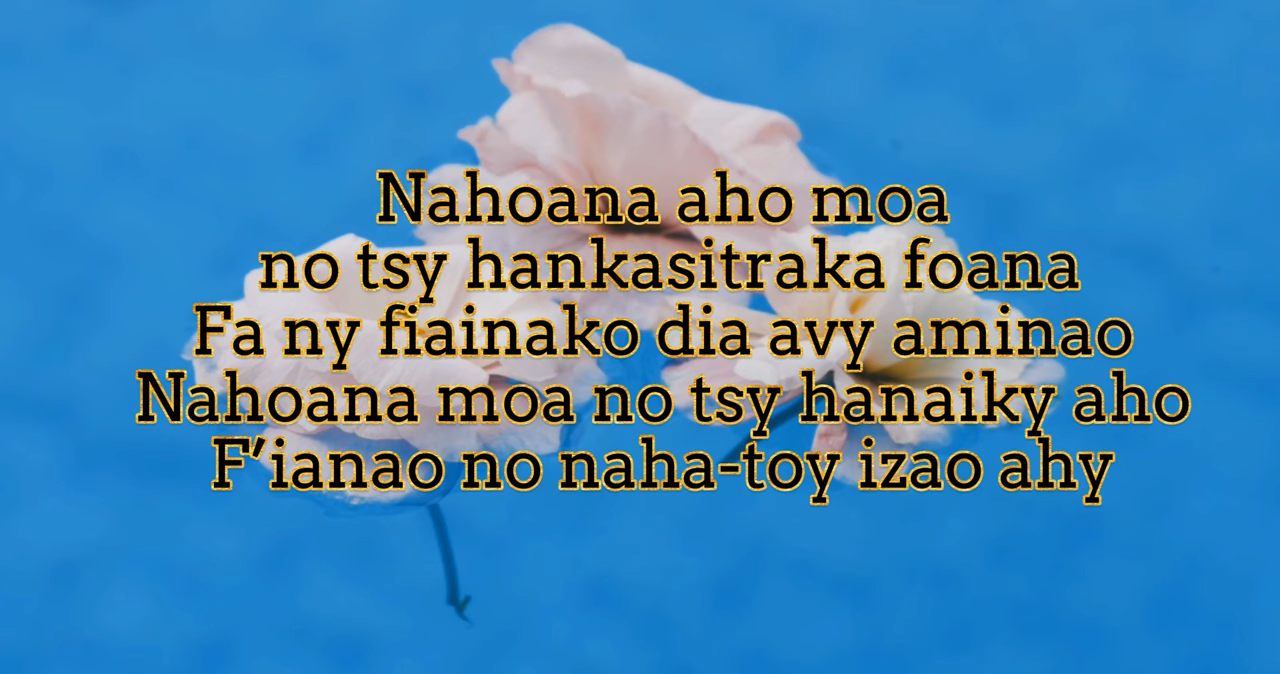 Nahoana aho moa
no tsy hankasitraka foana
Fa ny fiainako dia avy aminao
Nahoana moa no tsy hanaiky aho
F’ianao no naha-toy izao ahy